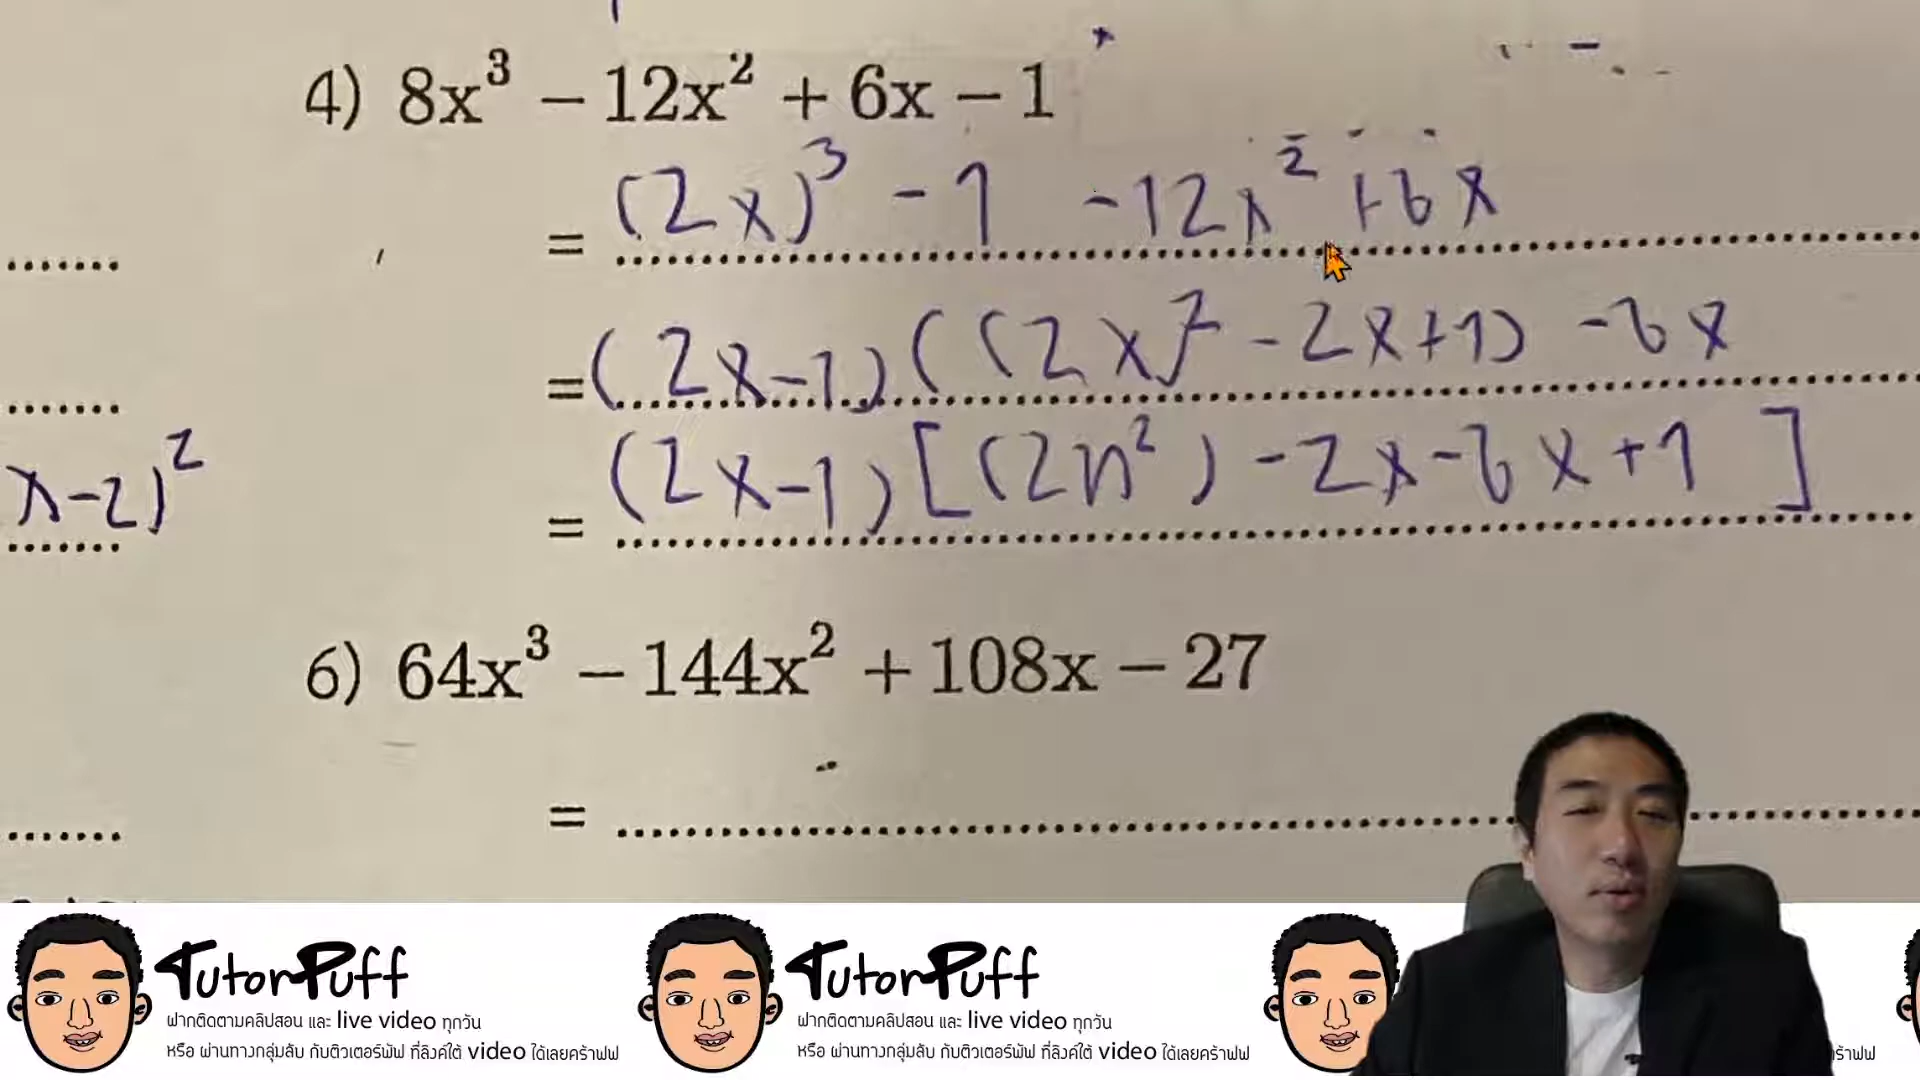 4) 8x³ − 12x² + 6x − 1
= (2x)³ - 1 - 12x² + 6x
= (2x-1)((2x)² - 2x+1) - 6x
x-2)²
= (2x-1)[(2x²) - 2x - 6x + 1 ]
6) 64x³ − 144x² + 108x − 27
=
TutorPuff
ฝากติดตามคลิปสอน และ live video ทุกวัน
หรือ ผ่านทางกลุ่มลับ กับติวเตอร์พัฟ ที่ลิงค์ใต้ video ได้เลยคร้าฟฟ
TutorPuff
ฝากติดตามคลิปสอน และ live video ทุกวัน
หรือ ผ่านทางกลุ่มลับ กับติวเตอร์พัฟ ที่ลิงค์ใต้ video ได้เลยคร้าฟฟ
ร้าฟฟ